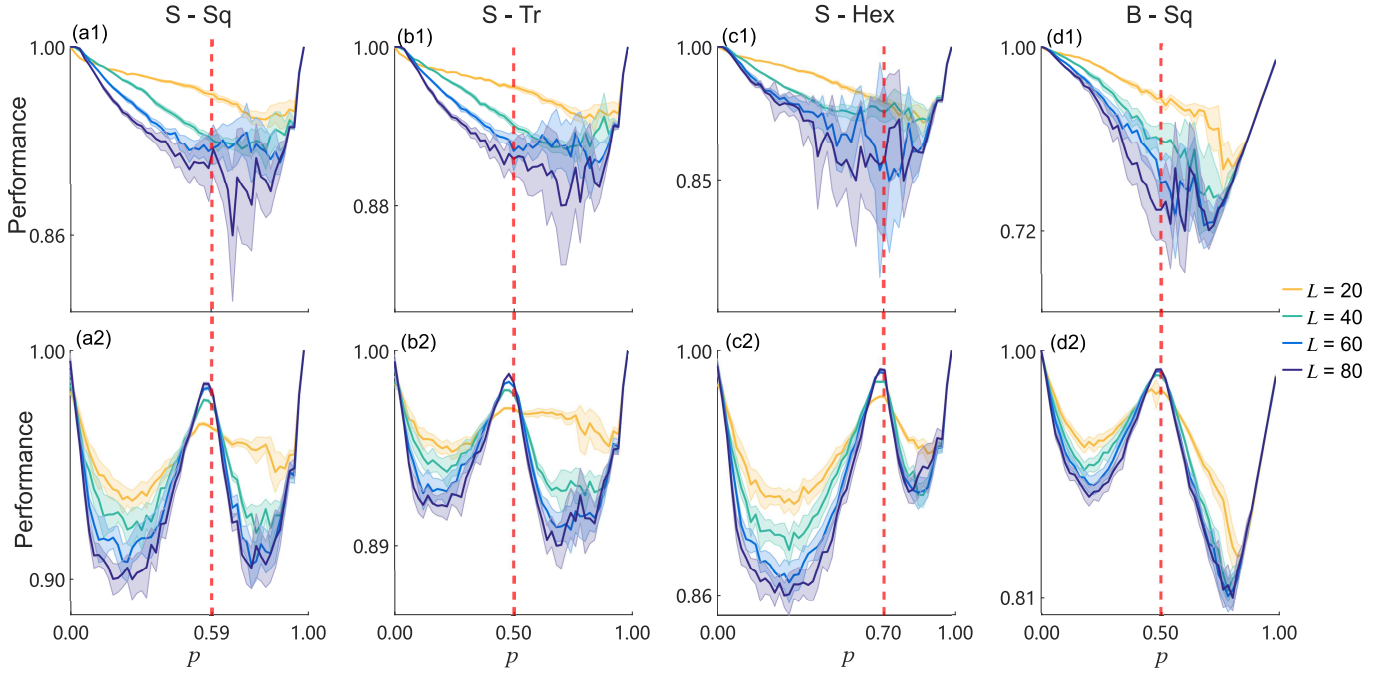 S - Sq
S - Tr
S - Hex
B - Sq
(a1)
(b1)
(c1)
(d1)
1.00
1.00
1.00
1.00
Performance
0.86
0.88
0.85
0.72
L = 20
L = 40
L = 60
L = 80
(a2)
(b2)
(c2)
(d2)
1.00
1.00
1.00
1.00
Performance
0.90
0.89
0.86
0.81
0.00 0.59 1.00
0.00 0.50 1.00
0.00 0.70 1.00
0.00 0.50 1.00
p
p
p
p